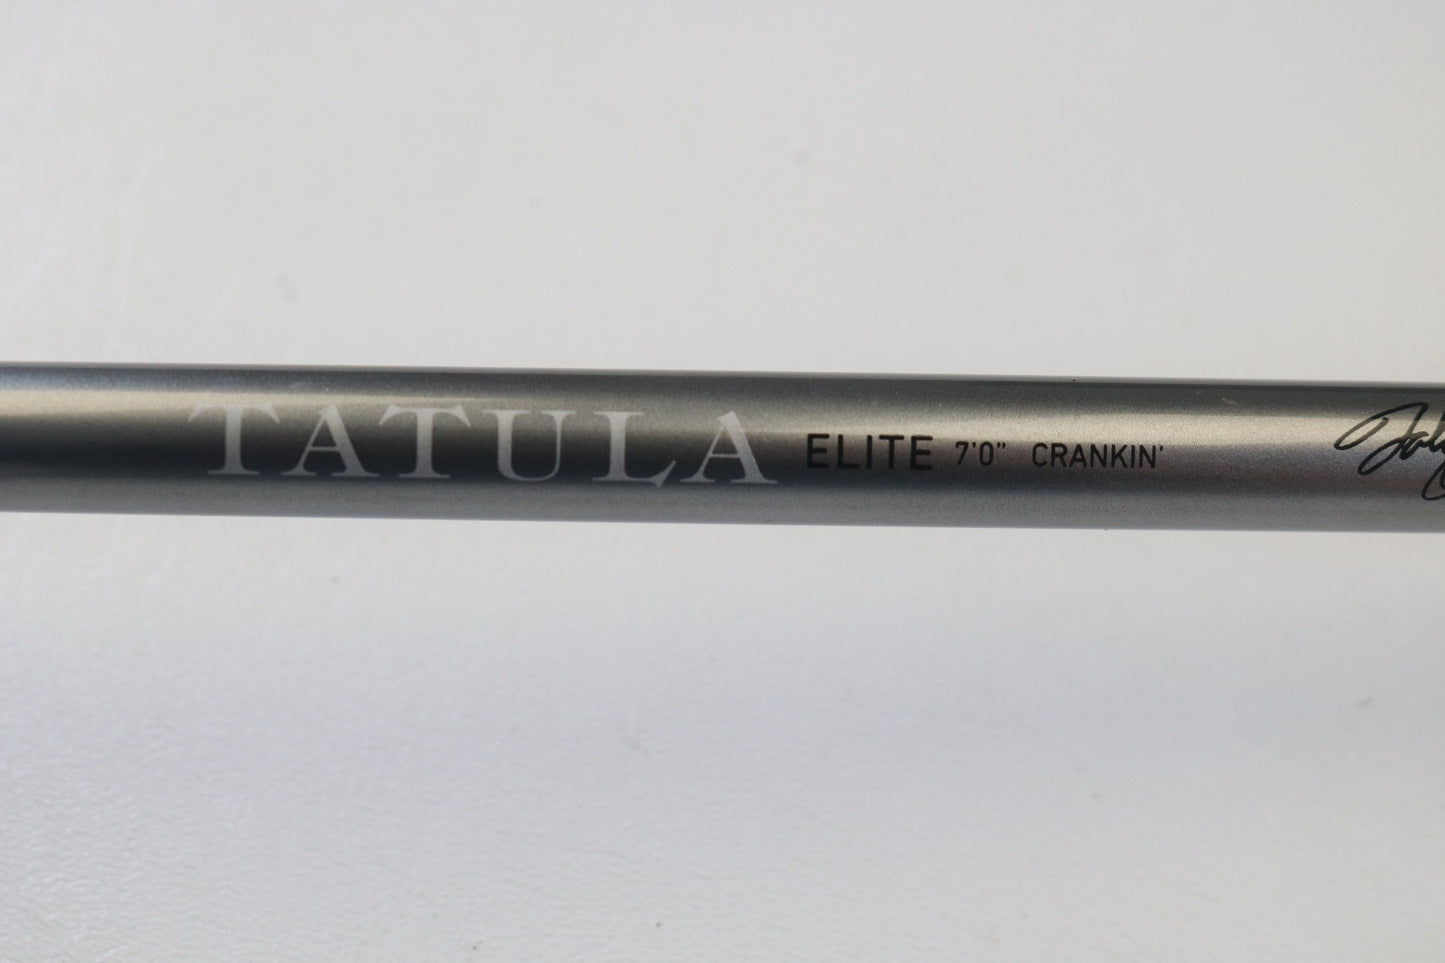 TATULA ELITE 7'0" CRANKIN'